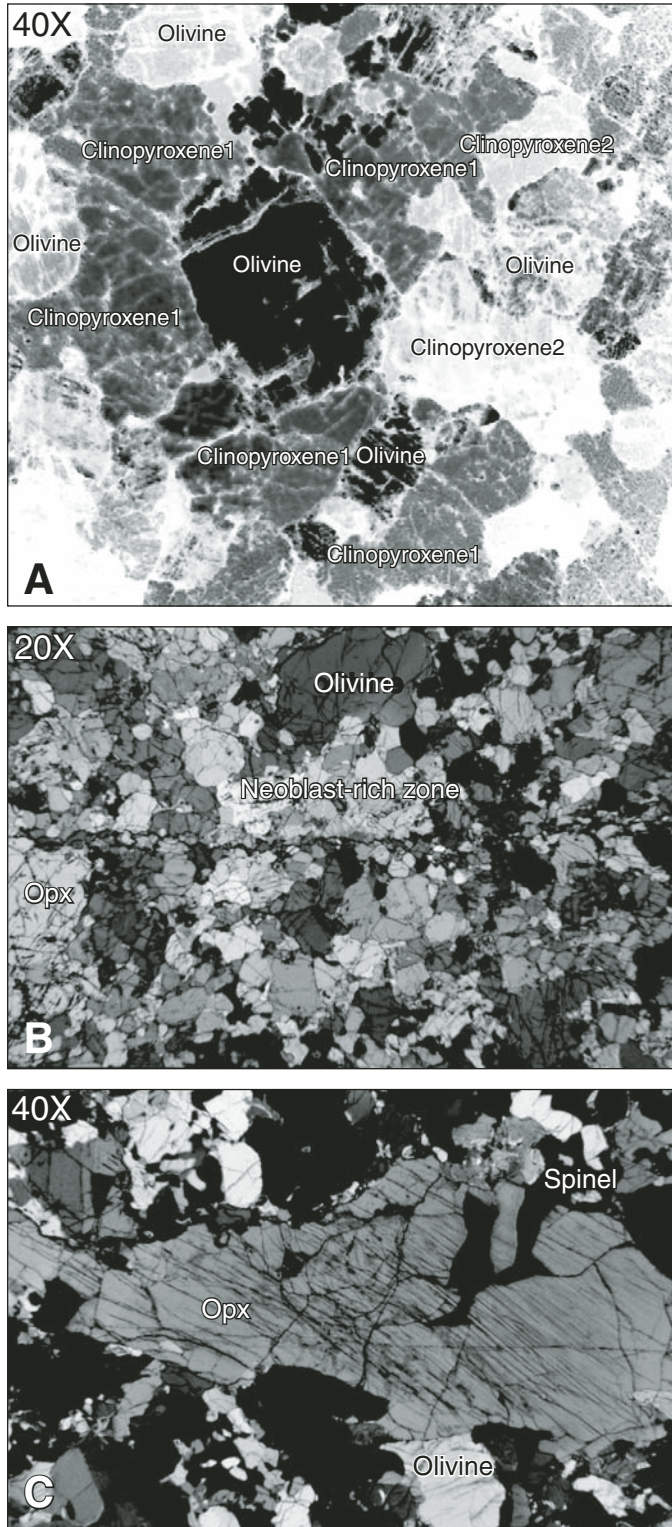 40X
Olivine
Clinopyroxene1
Clinopyroxene1
Clinopyroxene2
Olivine
Olivine
Olivine
Clinopyroxene1
Clinopyroxene2
Clinopyroxene1 Olivine
Clinopyroxene1
A
20X
Olivine
Neoblast-rich zone
Opx
B
40X
Spinel
Opx
Olivine
C